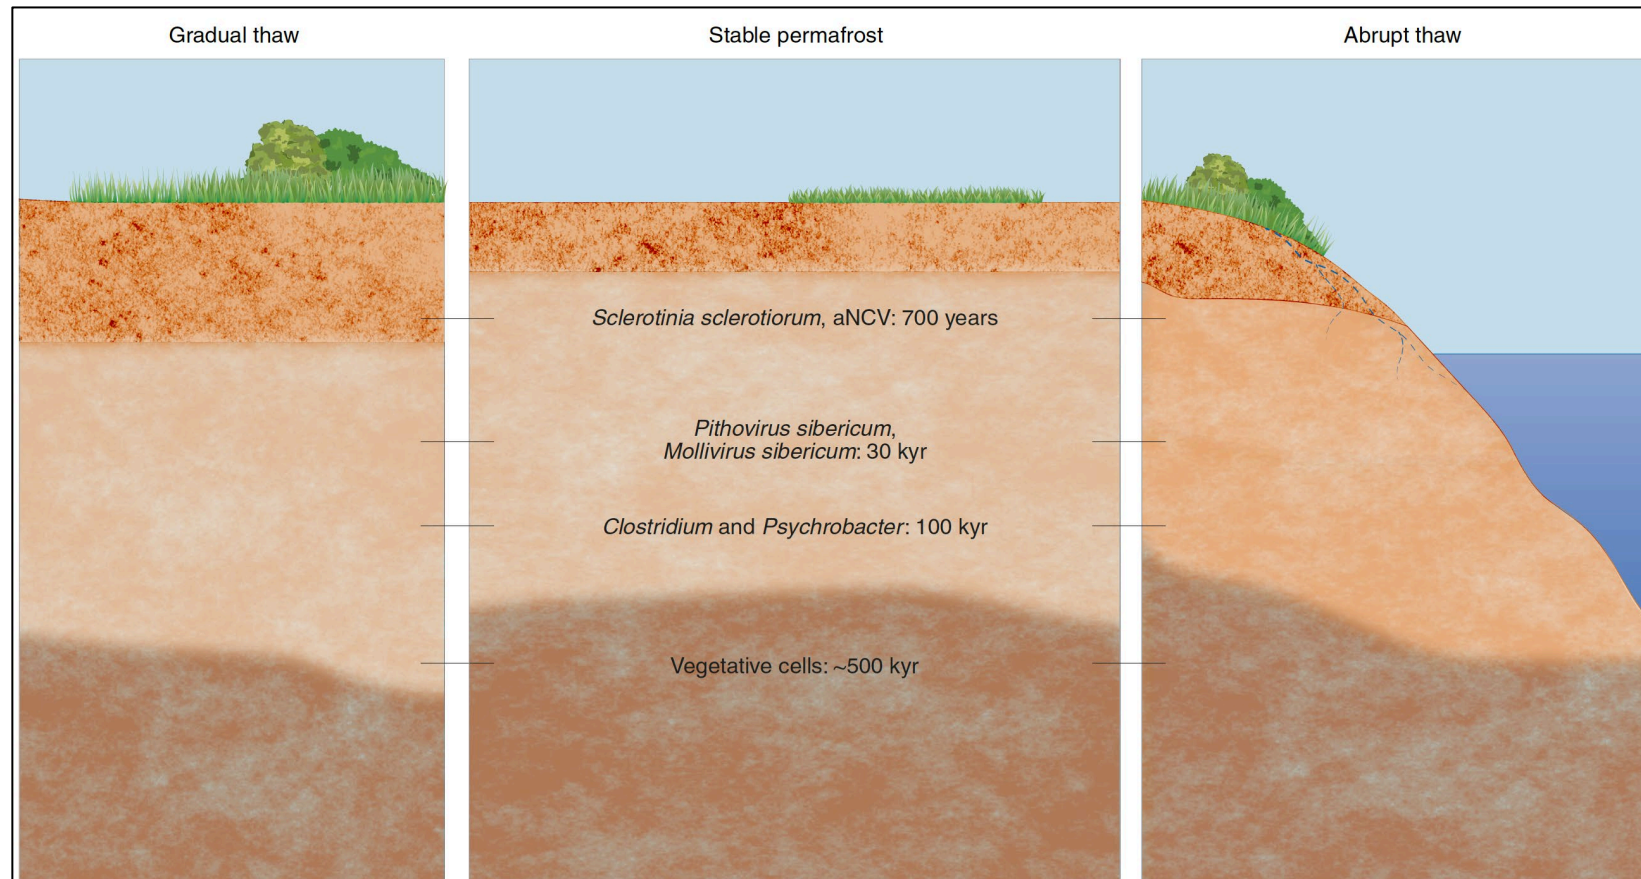 Gradual thaw
Stable permafrost
Abrupt thaw
Sclerotinia sclerotiorum, aNCV: 700 years
Pithovirus sibericum,
Mollivirus sibericum: 30 kyr
Clostridium and Psychrobacter: 100 kyr
Vegetative cells: ~500 kyr